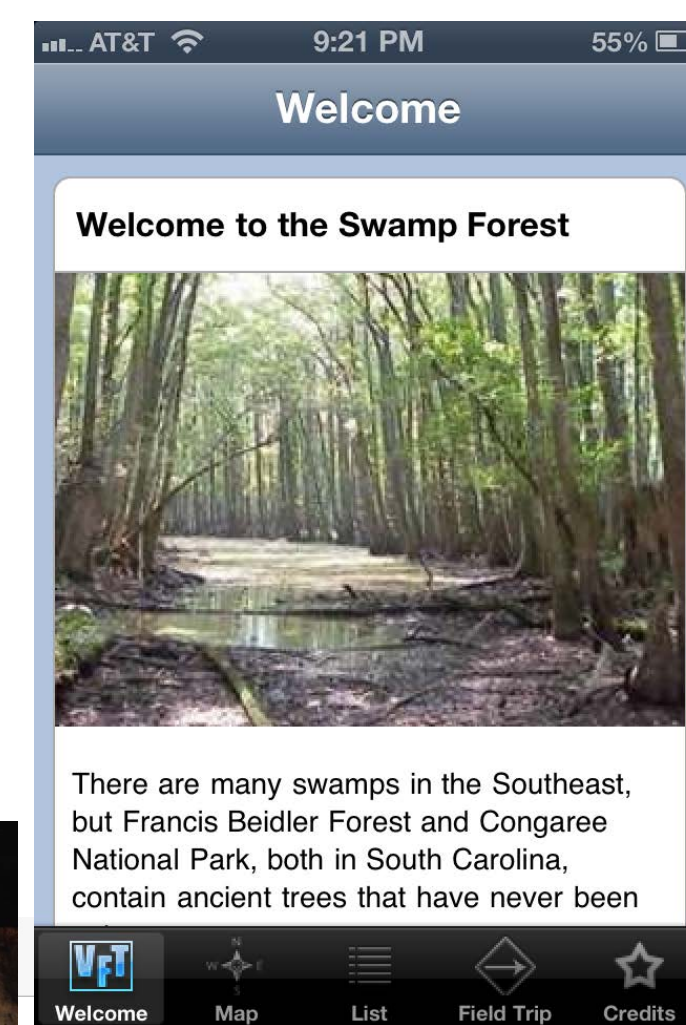 AT&T 9:21 PM 55%
Welcome
Welcome to the Swamp Forest
There are many swamps in the Southeast,
but Francis Beidler Forest and Congaree
National Park, both in South Carolina,
contain ancient trees that have never been
N
W E
S
VFT
Welcome Map List Field Trip Credits